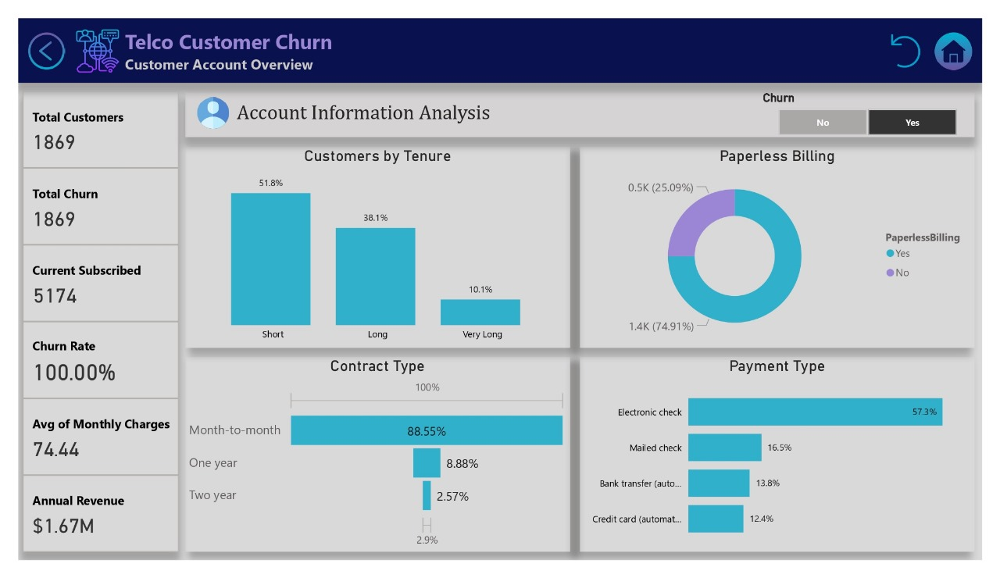 Telco Customer Churn
Customer Account Overview
Total Customers
1869
Total Churn
1869
Current Subscribed
5174
Churn Rate
100.00%
Avg of Monthly Charges
74.44
Annual Revenue
$1.67M
Account Information Analysis
Churn
No
Yes
Customers by Tenure
51.8%
38.1%
10.1%
Short
Long
Very Long
Paperless Billing
0.5K (25.09%)
1.4K (74.91%)
PaperlessBilling
Yes
No
Contract Type
100%
Month-to-month
88.55%
One year
8.88%
Two year
2.57%
2.9%
Payment Type
Electronic check
57.3%
Mailed check
16.5%
Bank transfer (auto...
13.8%
Credit card (automat...
12.4%